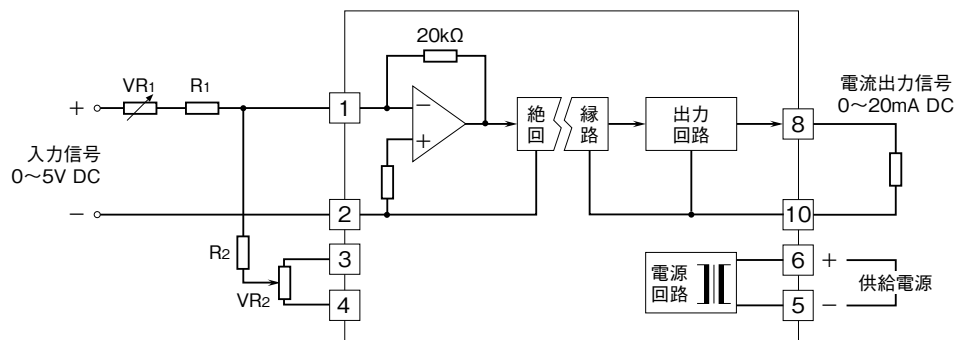 20kΩ
VR1
R1
+
1
−
+
入力信号
0～5V DC
−
2
絶 縁
回 路
出力
回路
8
電流出力信号
0～20mA DC
10
R2
VR2
3
4
電源
回路
6
+
供給電源
5
−